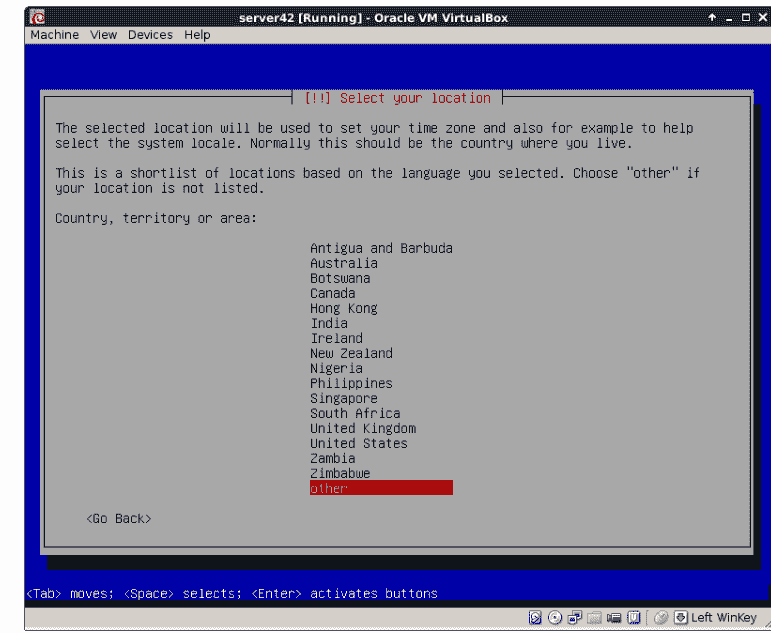 server42 [Running] - Oracle VM VirtualBox
Machine View Devices Help
[!!] Select your location
The selected location will be used to set your time zone and also for example to help
select the system locale. Normally this should be the country where you live.
This is a shortlist of locations based on the language you selected. Choose "other" if
your location is not listed.
Country, territory or area:
Antigua and Barbuda
Australia
Botswana
Canada
Hong Kong
India
Ireland
New Zealand
Nigeria
Philippines
Singapore
South Africa
United Kingdom
United States
Zambia
Zimbabwe
other
<Go Back>
<Tab> moves; <Space> selects; <Enter> activates buttons
Left WinKey